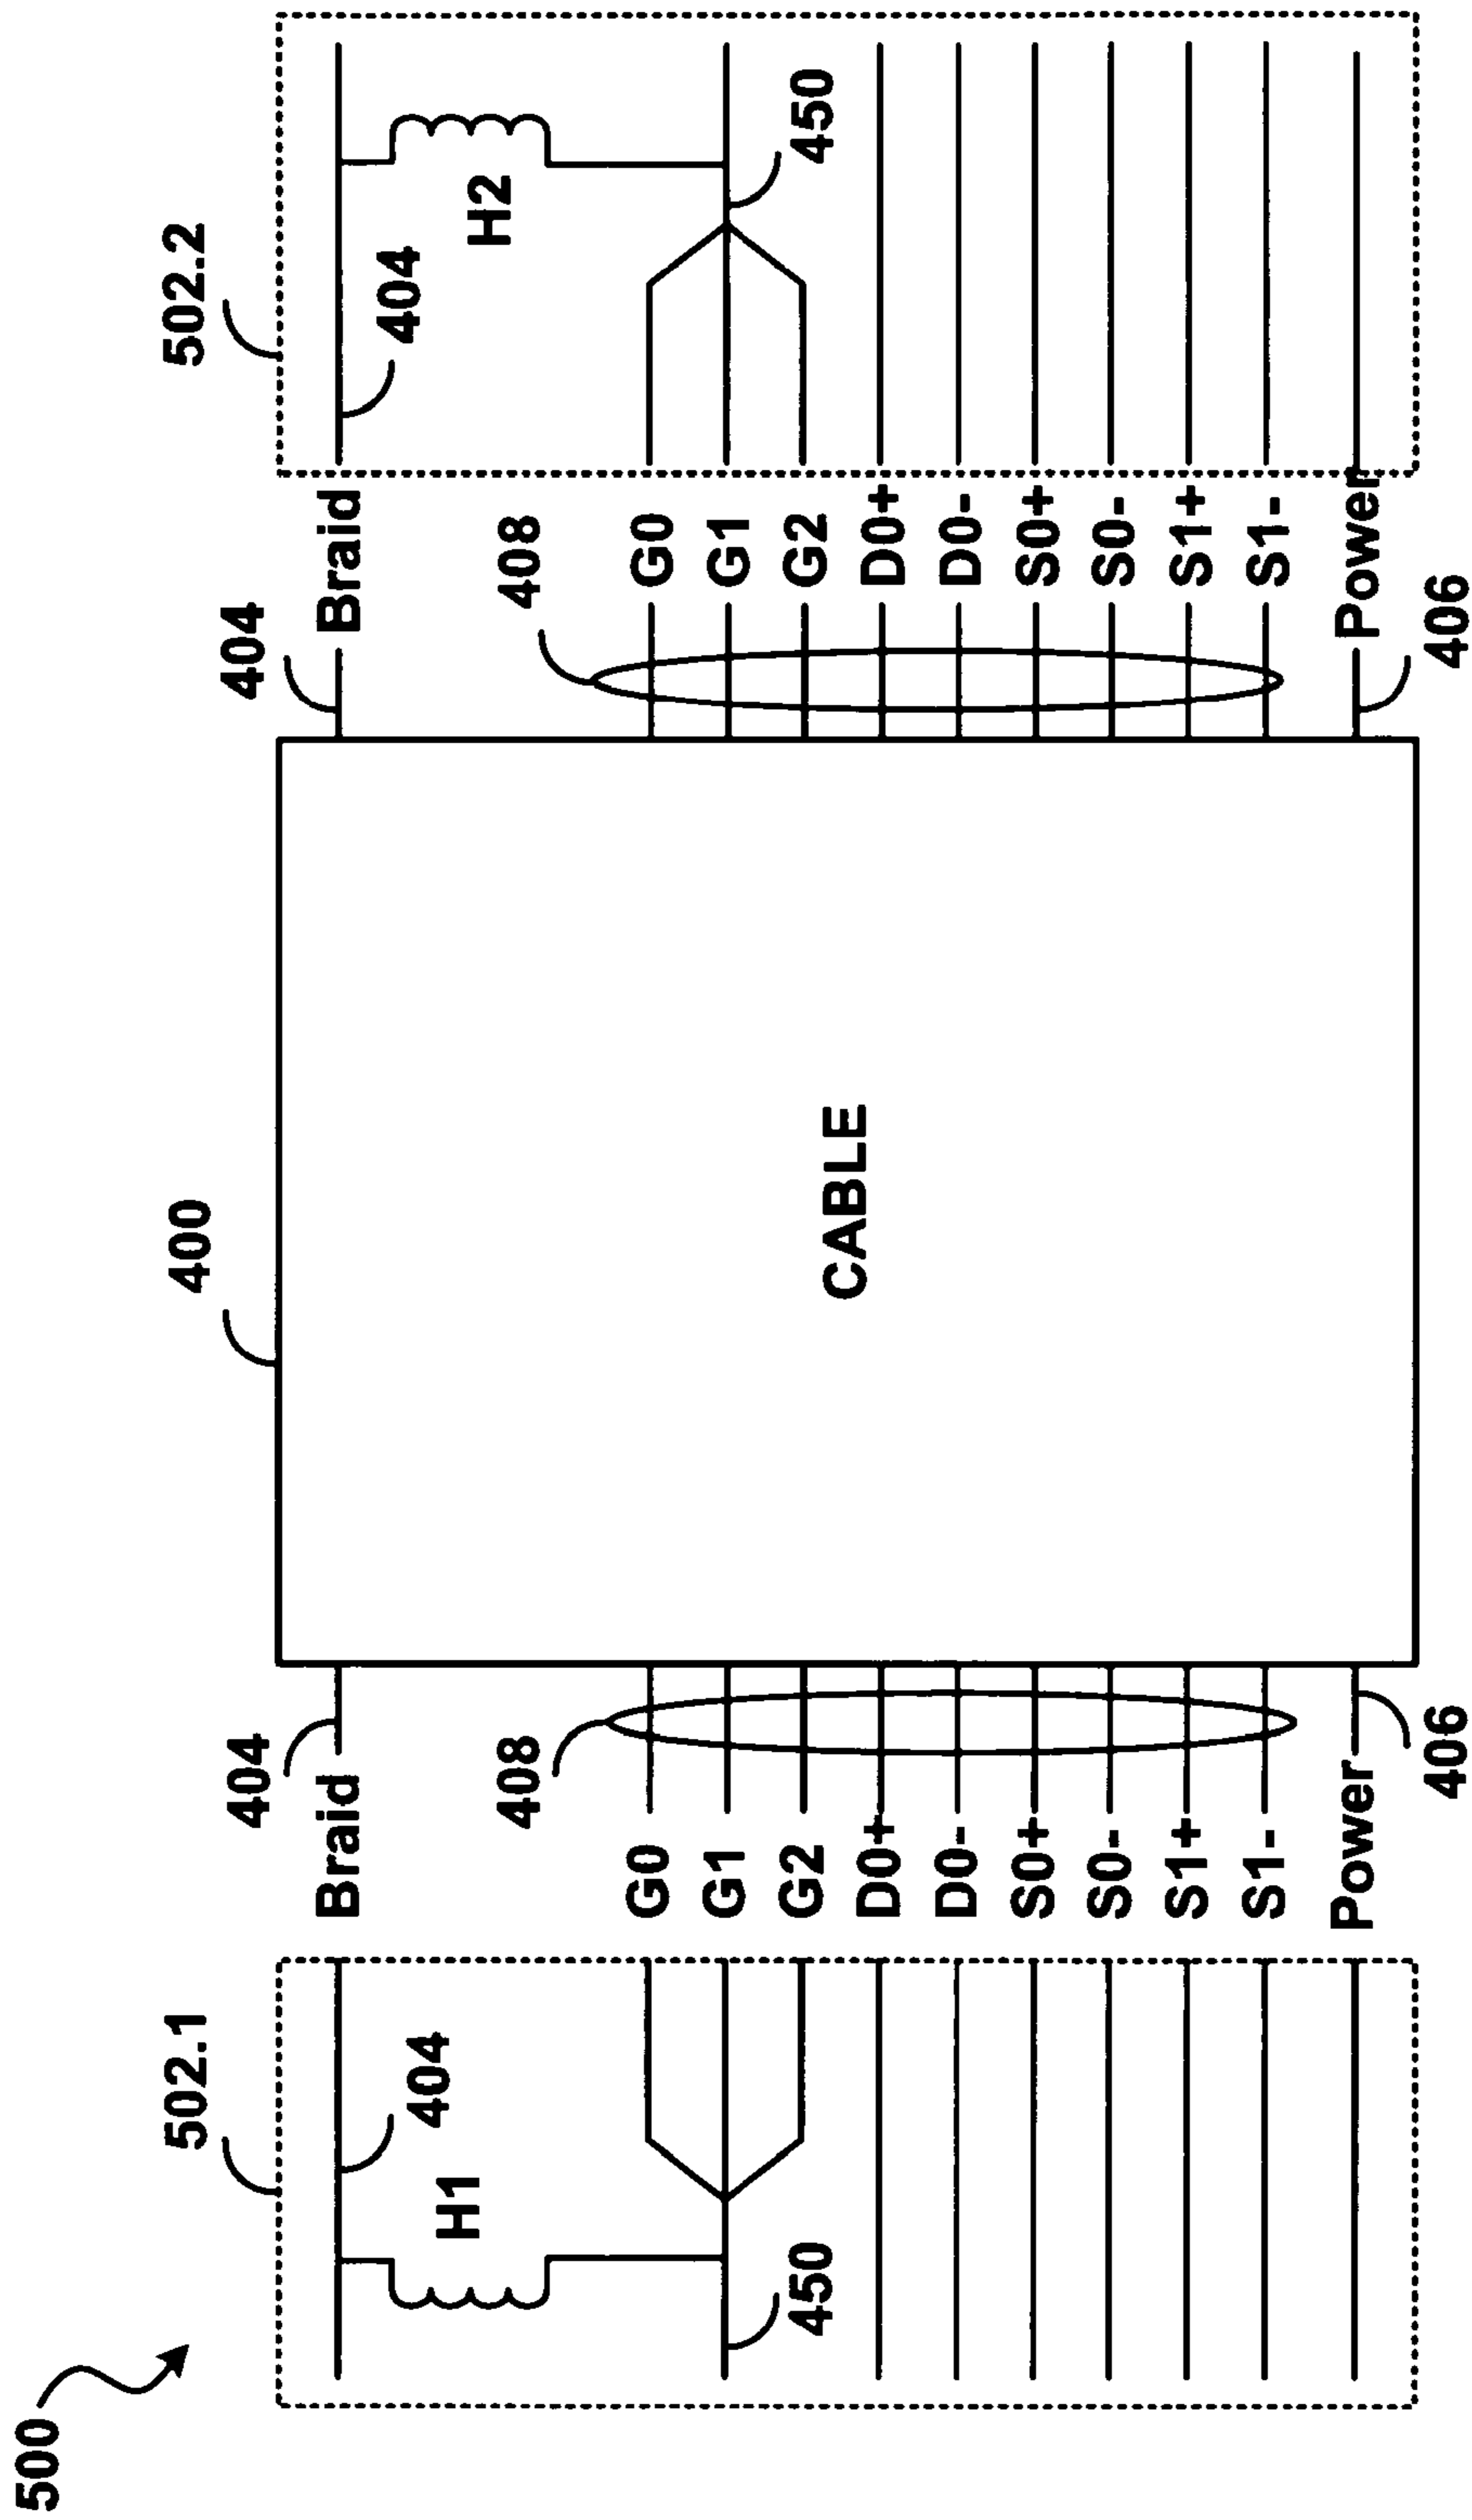 500
502.1
400
502.2
404
H1
450
404
Braid
408
G0
G1
G2
D0+
D0-
S0+
S0-
S1+
S1-
Power
406
CABLE
404
Braid
408
G0
G1
G2
D0+
D0-
S0+
S0-
S1+
S1-
Power
406
404
H2
450